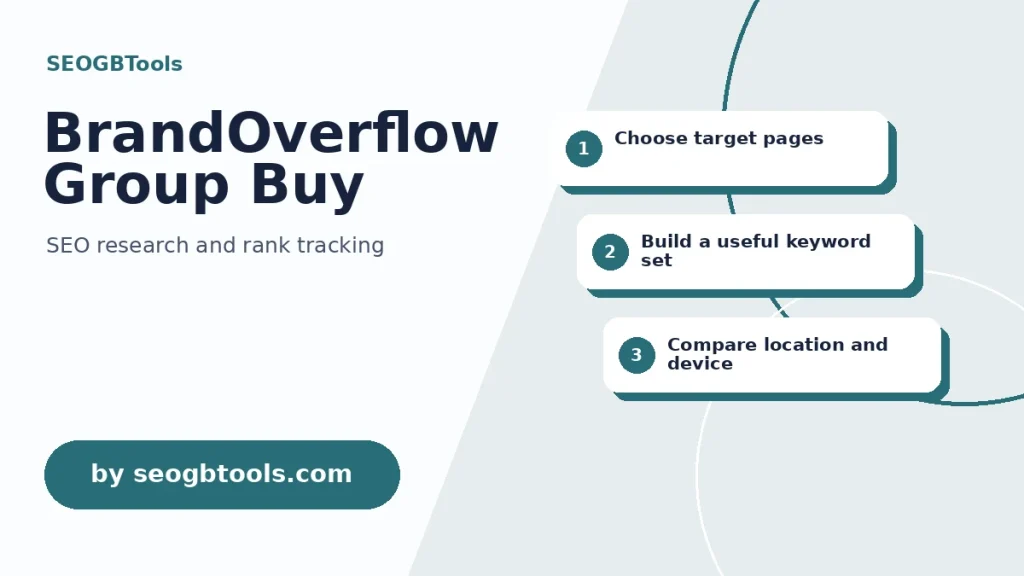 SEOGBTools
BrandOverflow
Group Buy
SEO research and rank tracking
1
Choose target pages
2
Build a useful keyword
set
3
Compare location and
device
by seogbtools.com